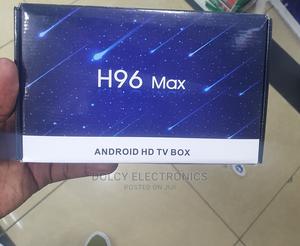 H96 Max
ANDROID HD TV BOX
DOLCY ELECTRONICS
POSTED ON JIJI